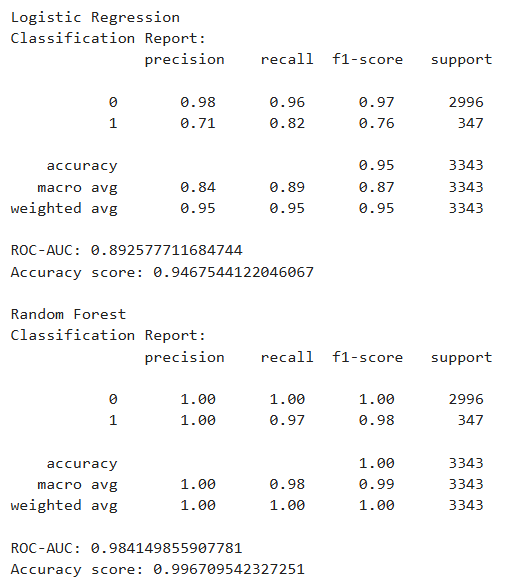 Logistic Regression
Classification Report:
precision recall f1-score support
0 0.98 0.96 0.97 2996
1 0.71 0.82 0.76 347
accuracy 0.95 3343
macro avg 0.84 0.89 0.87 3343
weighted avg 0.95 0.95 0.95 3343
ROC-AUC: 0.892577711684744
Accuracy score: 0.9467544122046067
Random Forest
Classification Report:
precision recall f1-score support
0 1.00 1.00 1.00 2996
1 1.00 0.97 0.98 347
accuracy 1.00 3343
macro avg 1.00 0.98 0.99 3343
weighted avg 1.00 1.00 1.00 3343
ROC-AUC: 0.984149855907781
Accuracy score: 0.996709542327251